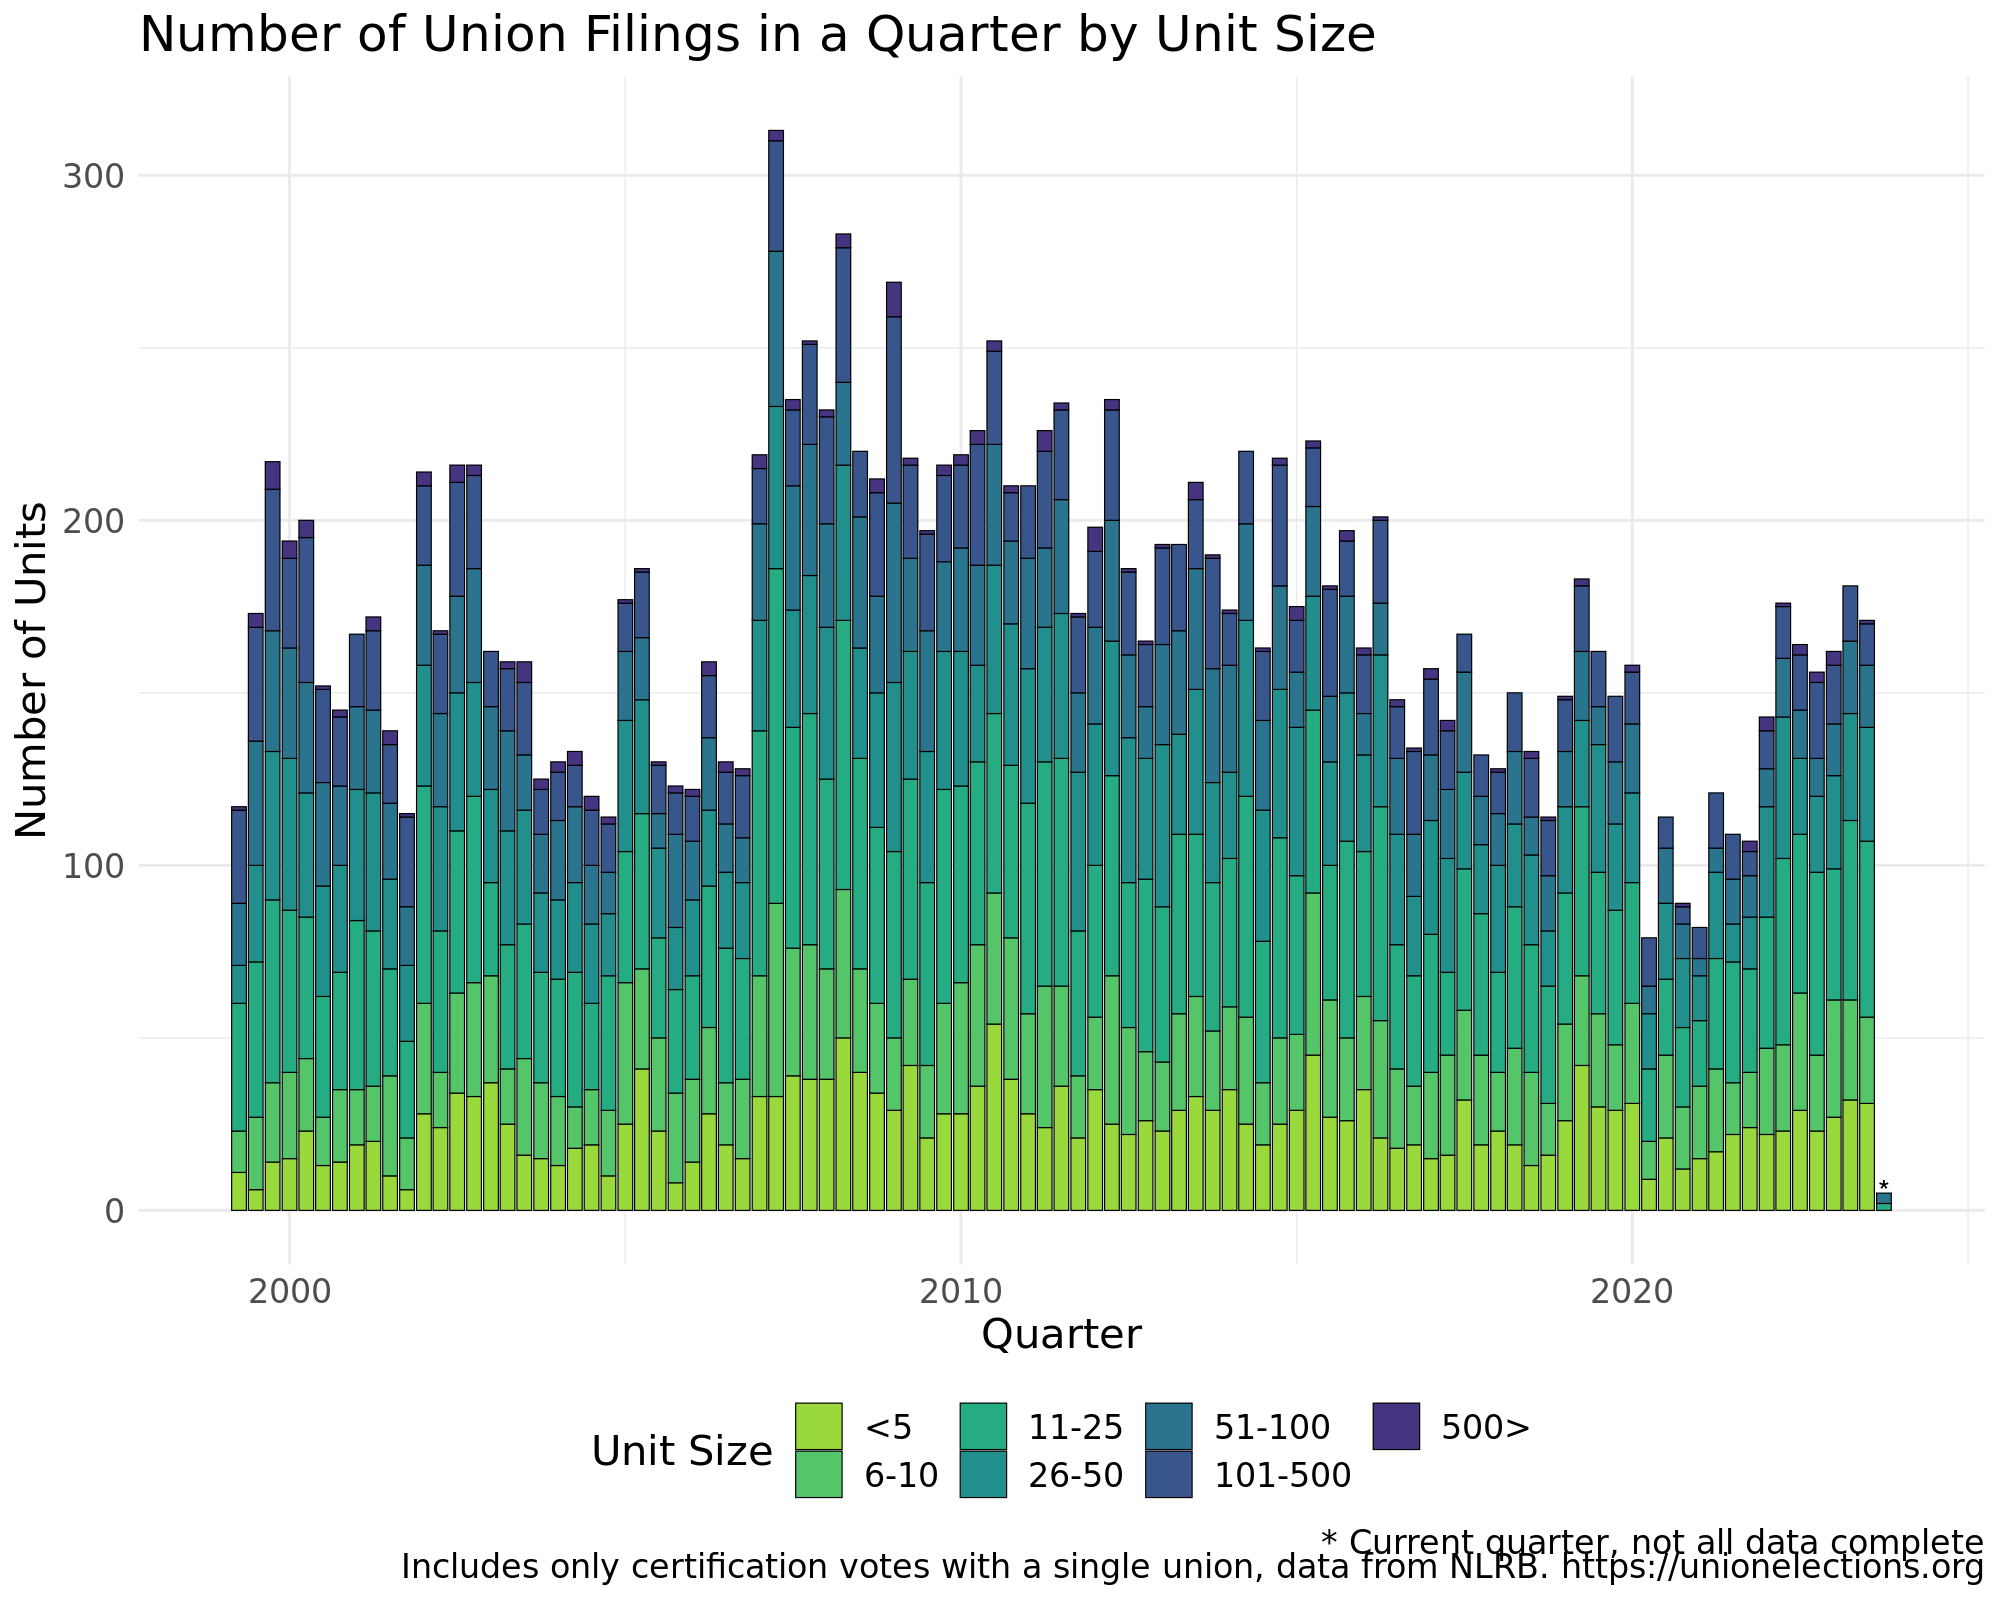 Number of Union Filings in a Quarter by Unit Size
Number of Units
300
200
100
0
*
2000 2010 2020
Quarter
Unit Size
<5 11-25 51-100 500>
6-10 26-50 101-500
* Current quarter, not all data complete
Includes only certification votes with a single union, data from NLRB. https://unionelections.org